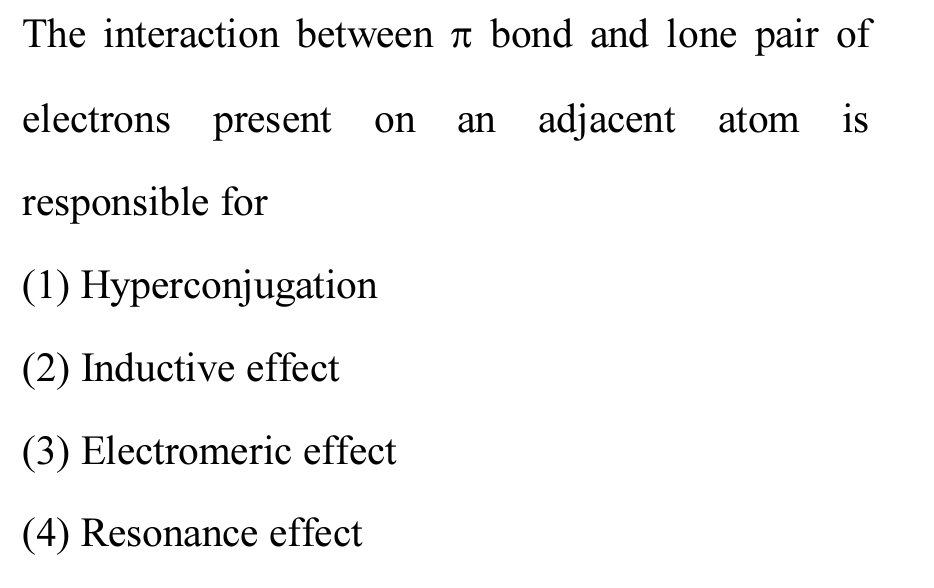 The interaction between π bond and lone pair of
electrons present on an adjacent atom is
responsible for
(1) Hyperconjugation
(2) Inductive effect
(3) Electromeric effect
(4) Resonance effect